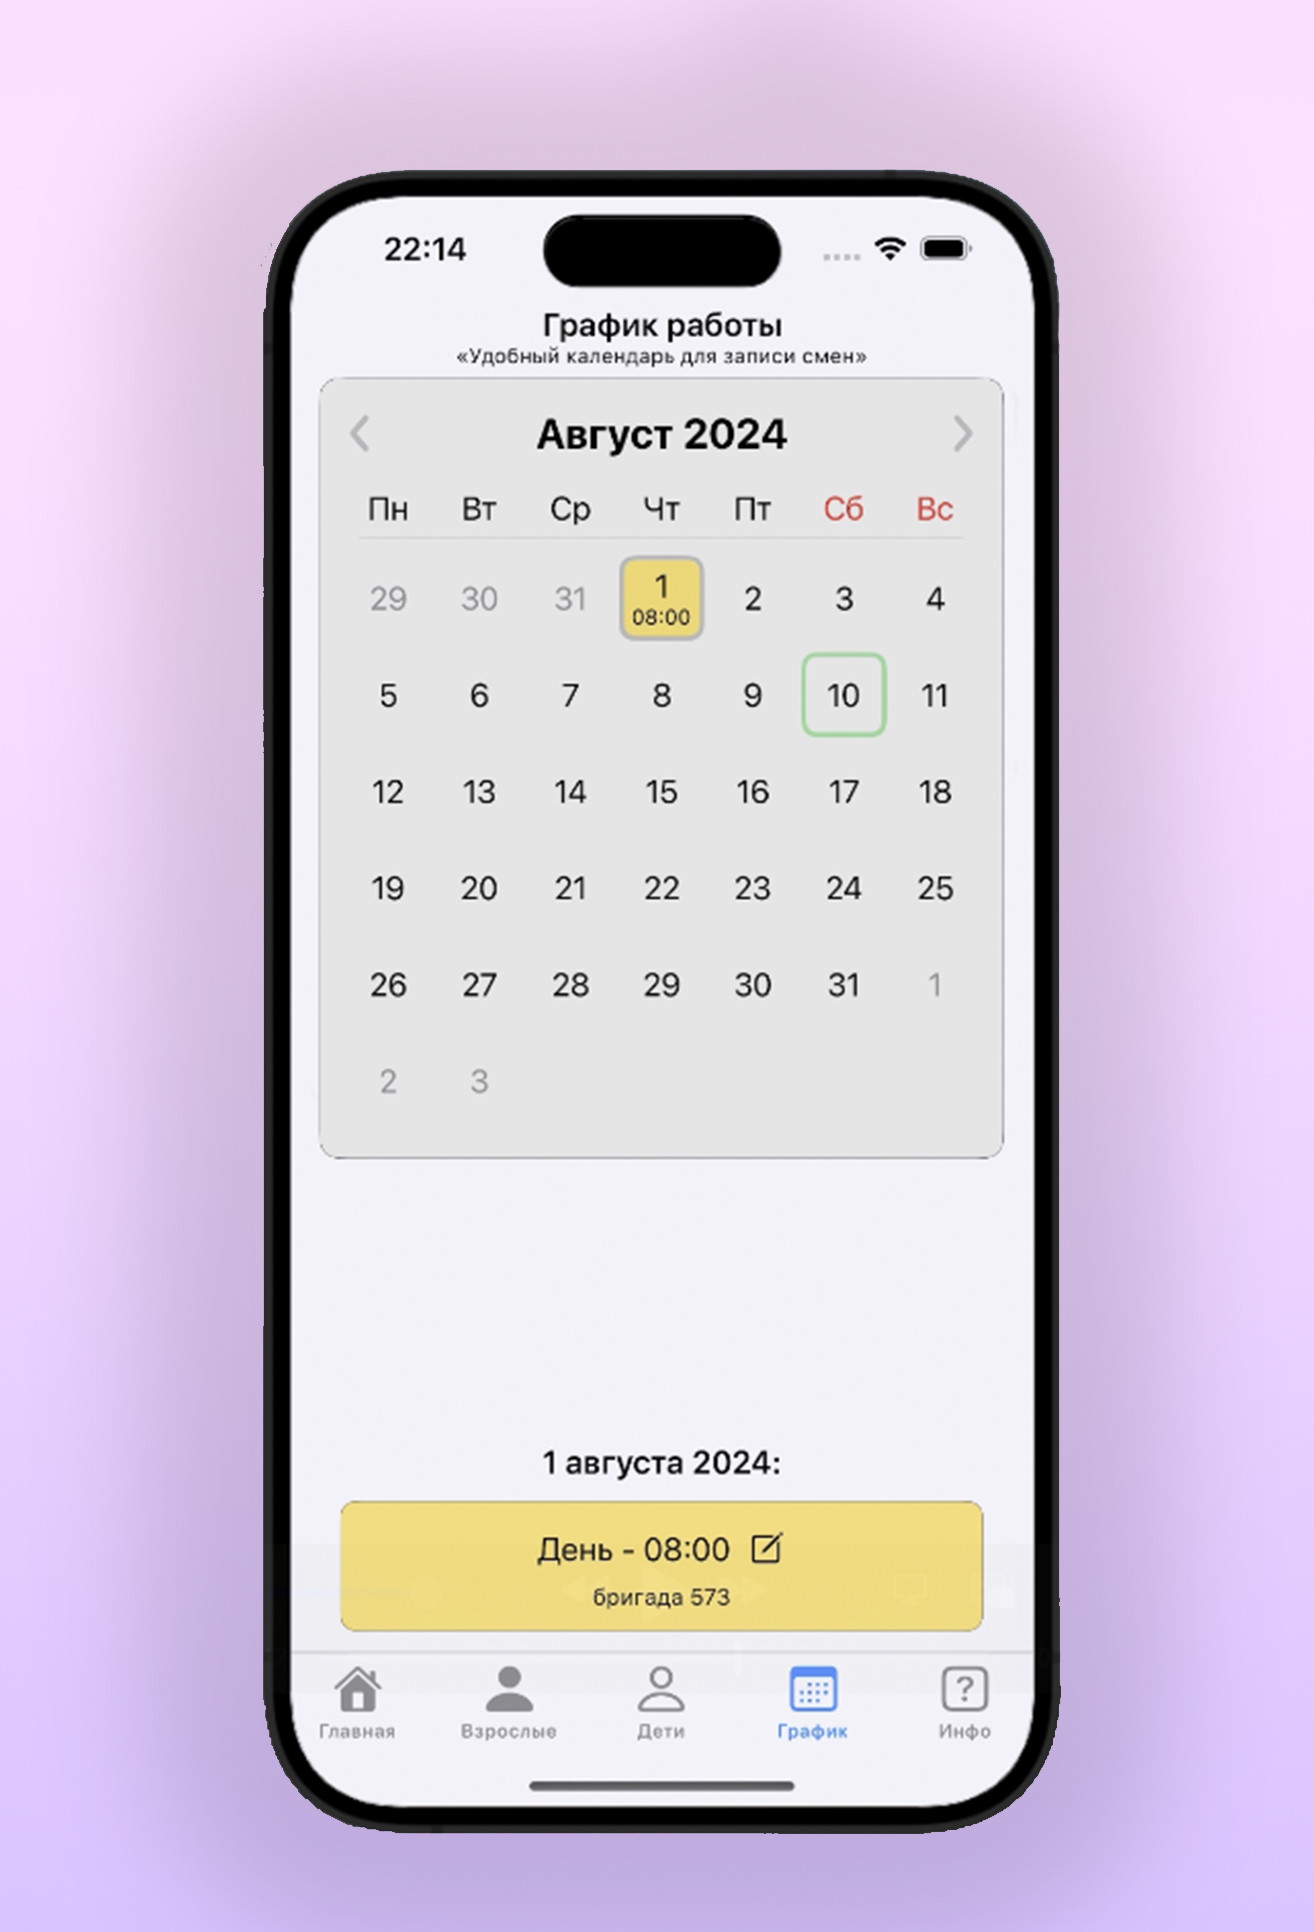 22:14
График работы
«Удобный календарь для записи смен»
Август 2024
Пн Вт Ср Чт Пт Сб Вс
29 30 31 1 2 3 4
08:00
5 6 7 8 9 10 11
12 13 14 15 16 17 18
19 20 21 22 23 24 25
26 27 28 29 30 31 1
2 3
1 августа 2024:
День - 08:00
бригада 573
Главная Взрослые Дети График Инфо